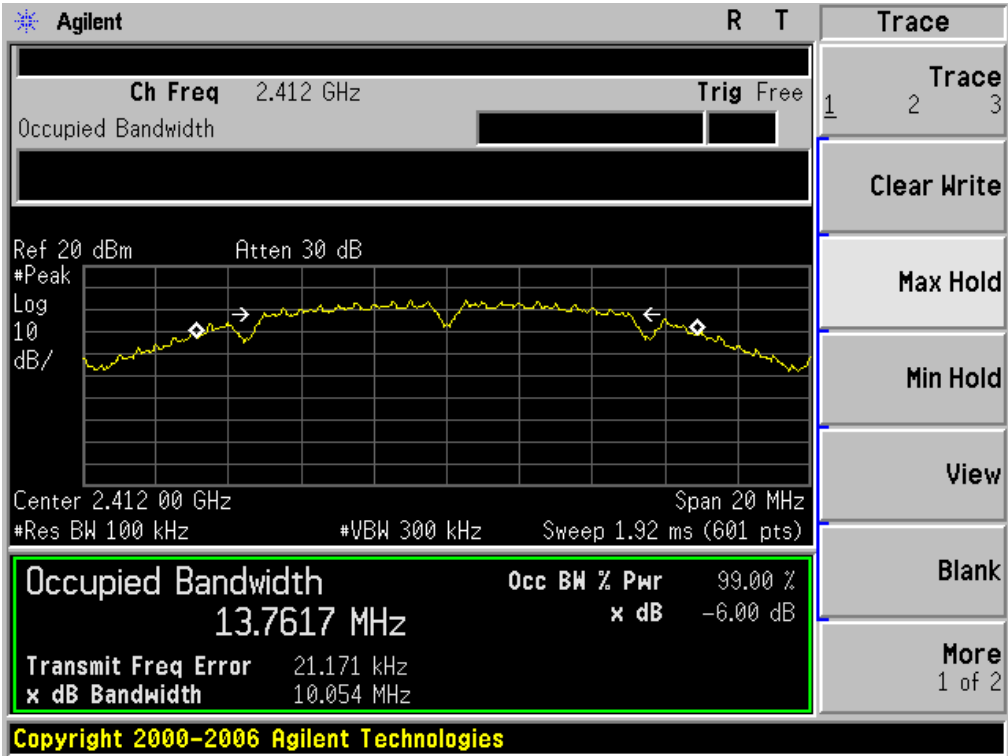 Agilent R T
Ch Freq 2.412 GHz Trig Free
Occupied Bandwidth
Ref 20 dBm Atten 30 dB
#Peak
Log
10
dB/
Center 2.412 00 GHz Span 20 MHz
#Res BW 100 kHz #VBW 300 kHz Sweep 1.92 ms (601 pts)
Occupied Bandwidth Occ BW % Pwr 99.00 %
13.7617 MHz x dB -6.00 dB
Transmit Freq Error 21.171 kHz
x dB Bandwidth 10.054 MHz
Copyright 2000-2006 Agilent Technologies
Trace
Trace
1 2 3
Clear Write
Max Hold
Min Hold
View
Blank
More
1 of 2